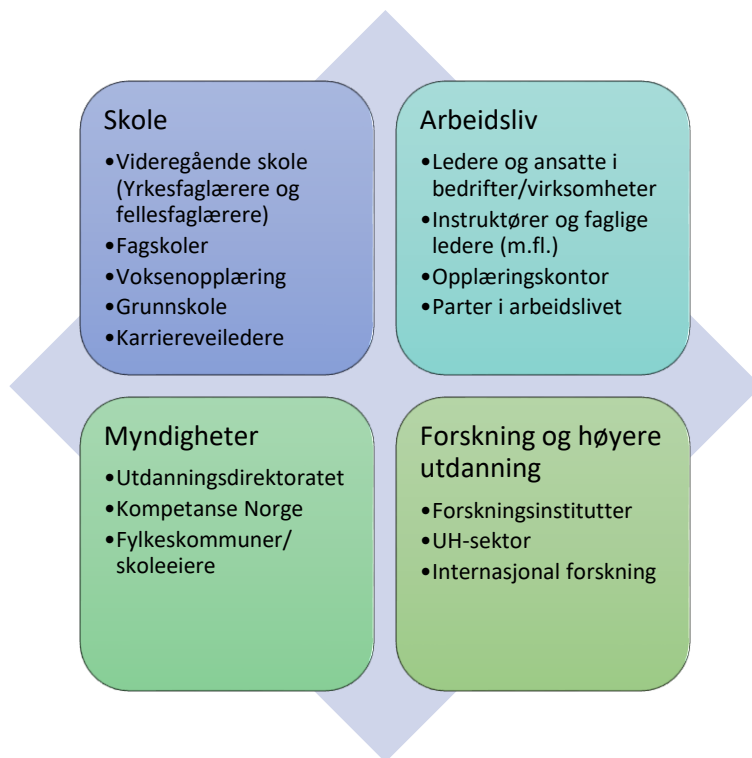 Skole
•Videregående skole
(Yrkesfaglærere og
fellesfaglærere)
•Fagskoler
•Voksenopplæring
•Grunnskole
•Karriereveiledere
Arbeidsliv
•Ledere og ansatte i
bedrifter/virksomheter
•Instruktører og faglige
ledere (m.fl.)
•Opplæringskontor
•Parter i arbeidslivet
Myndigheter
•Utdanningsdirektoratet
•Kompetanse Norge
•Fylkeskommuner/
skoleeiere
Forskning og høyere
utdanning
•Forskningsinstitutter
•UH-sektor
•Internasjonal forskning